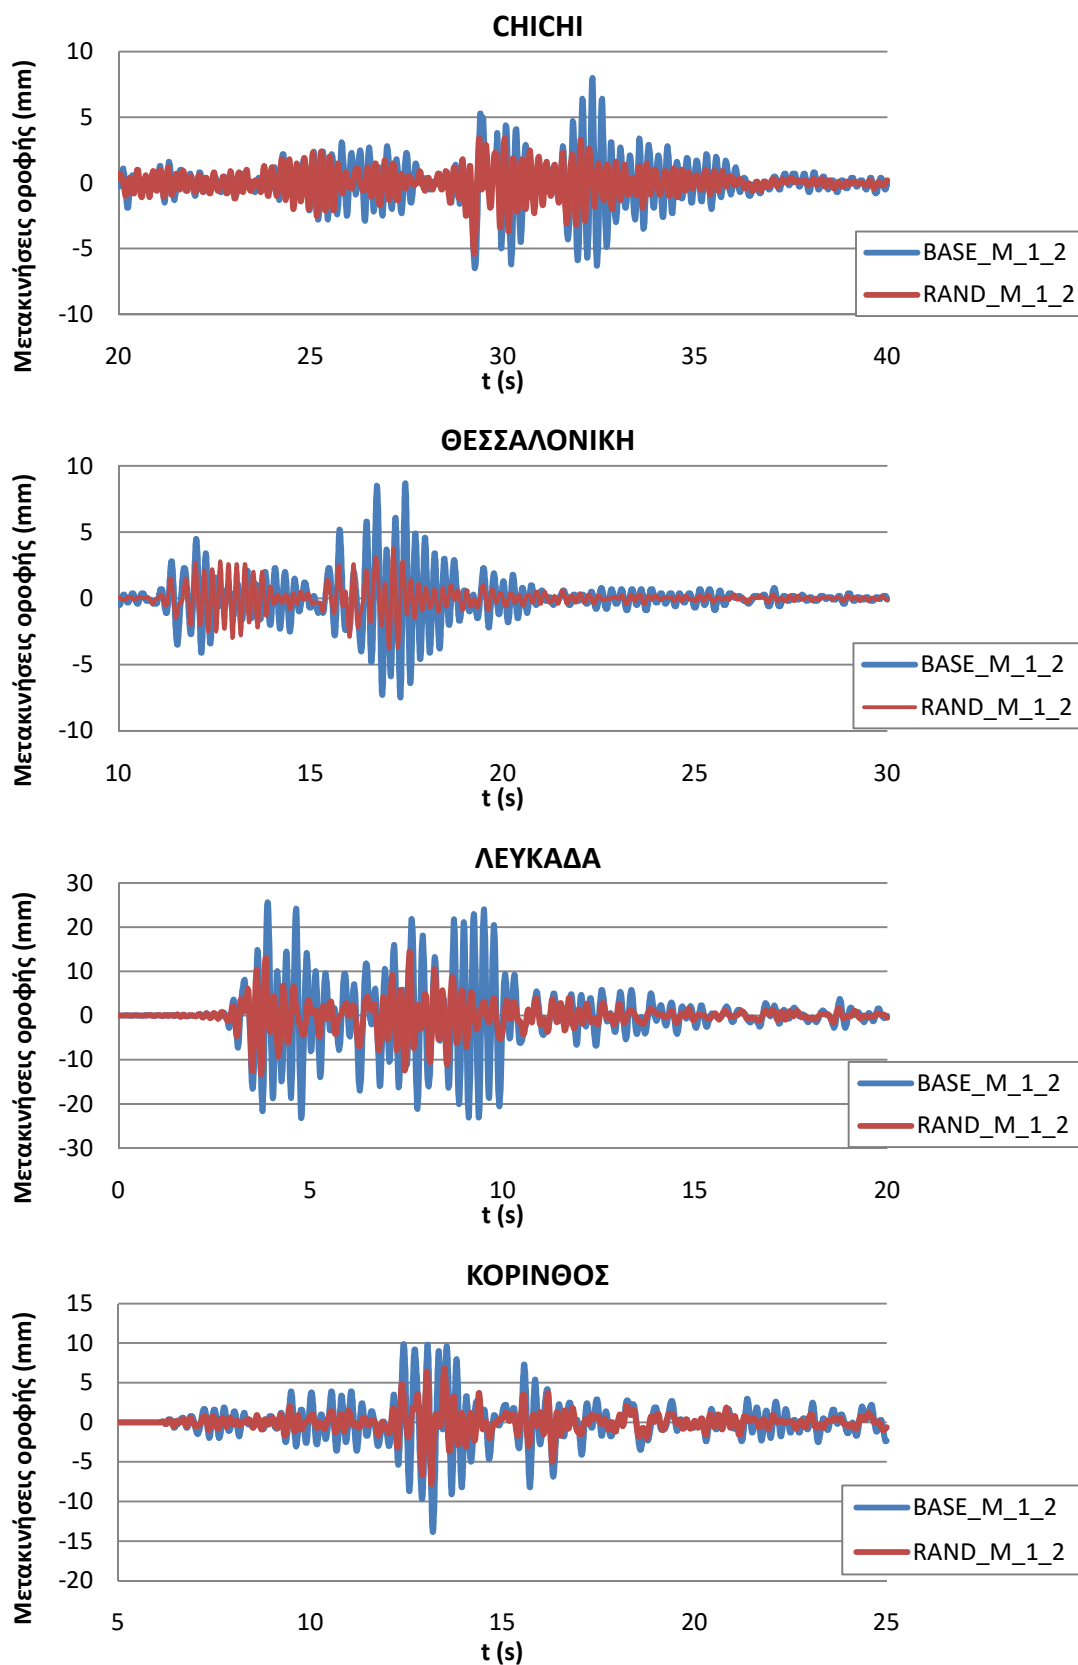 CHICHI
Μετακινήσεις οροφής (mm)
10
5
0
-5
-10
20 25 30 35 40
t (s)
BASE_M_1_2
RAND_M_1_2
ΘΕΣΣΑΛΟΝΙΚΗ
Μετακινήσεις οροφής (mm)
10
5
0
-5
-10
10 15 20 25 30
t (s)
BASE_M_1_2
RAND_M_1_2
ΛΕΥΚΑΔΑ
Μετακινήσεις οροφής (mm)
30
20
10
0
-10
-20
-30
0 5 10 15 20
t (s)
BASE_M_1_2
RAND_M_1_2
ΚΟΡΙΝΘΟΣ
Μετακινήσεις οροφής (mm)
15
10
5
0
-5
-10
-15
-20
5 10 15 20 25
t (s)
BASE_M_1_2
RAND_M_1_2